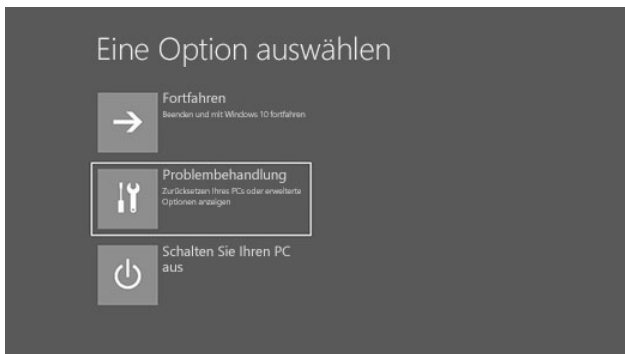 Eine Option auswählen
Fortfahren
Beenden und mit Windows 10 fortfahren
Problembehandlung
Zurücksetzen Ihres PCs oder erweiterte
Optionen anzeigen
Schalten Sie Ihren PC
aus